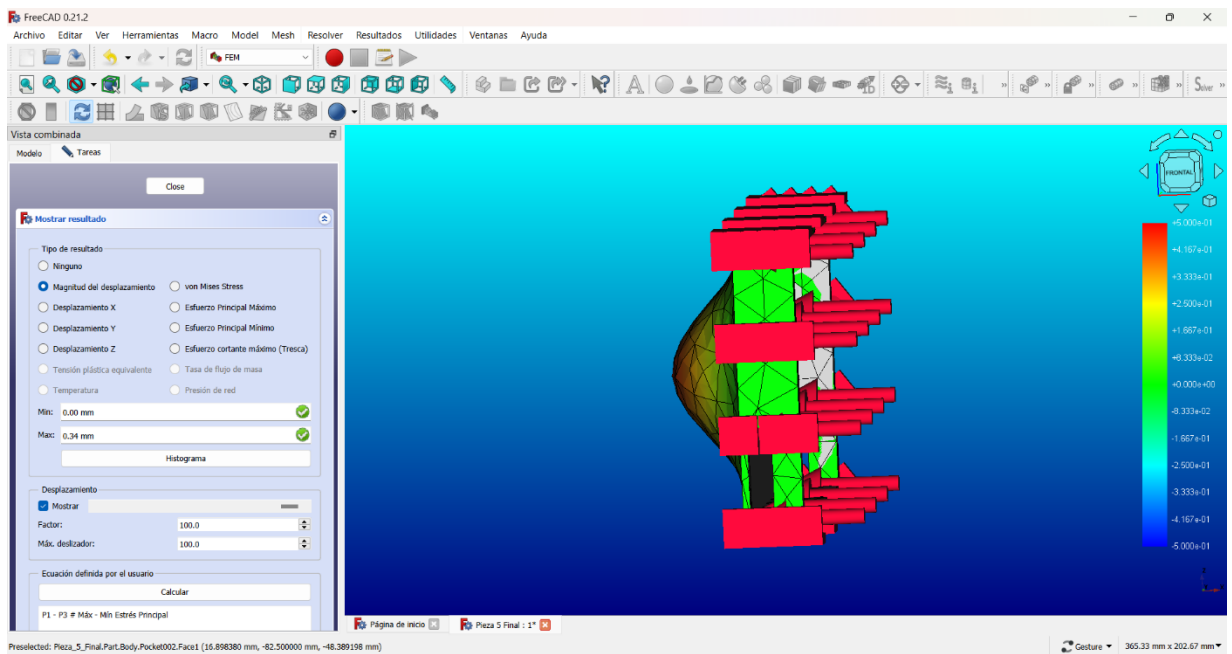 FreeCAD 0.21.2
Archivo Editar Ver Herramientas Macro Model Mesh Resolver Resultados Utilidades Ventanas Ayuda
FEM
Solver
Vista combinada
Modelo Tareas
Close
Mostrar resultado
Tipo de resultado
Ninguno
Magnitud del desplazamiento von Mises Stress
Desplazamiento X Esfuerzo Principal Máximo
Desplazamiento Y Esfuerzo Principal Mínimo
Desplazamiento Z Esfuerzo cortante máximo (Tresca)
Tensión plástica equivalente Tasa de flujo de masa
Temperatura Presión de red
Min: 0.00 mm
Max: 0.34 mm
Histograma
Desplazamiento
Mostrar
Factor: 100.0
Máx. deslizador: 100.0
Ecuación definida por el usuario
Calcular
P1 - P3 # Máx - Mín Estrés Principal
FRONTAL
+5.000e-01
+4.167e-01
+3.333e-01
+2.500e-01
+1.667e-01
+8.333e-02
+0.000e+00
-8.333e-02
-1.667e-01
-2.500e-01
-3.333e-01
-4.167e-01
-5.000e-01
Página de inicio Pieza 5 Final : 1*
Preselected: Pieza_5_Final.Part.Body.Pocket002.Face1 (16.898380 mm, -82.500000 mm, -48.389198 mm)
Gesture 365.33 mm x 202.67 mm